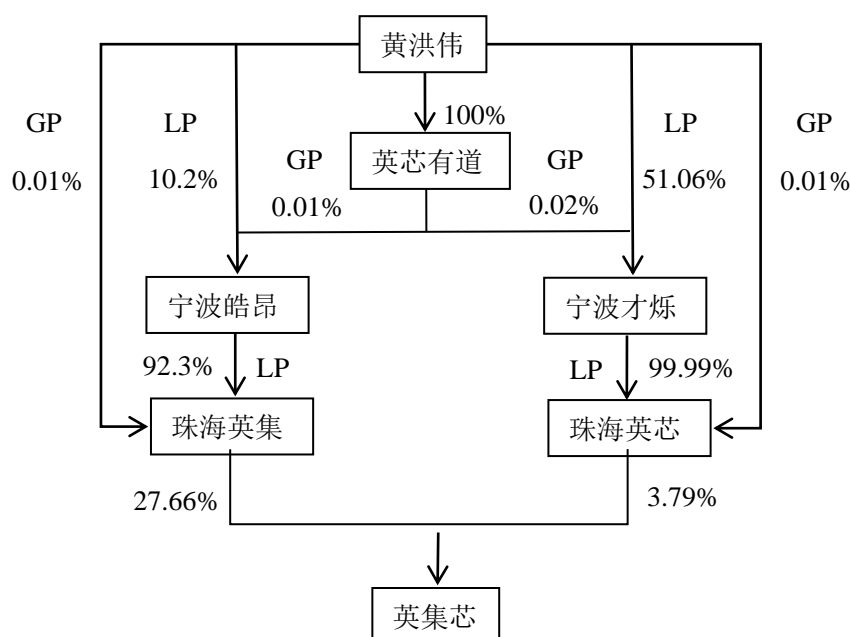 黄洪伟
GP
LP
100%
LP
GP
0.01%
10.2%
GP
英芯有道
GP
51.06%
0.01%
0.01%
0.02%
宁波皓昂
宁波才烁
92.3%
LP
LP
99.99%
珠海英集
珠海英芯
27.66%
3.79%
英集芯